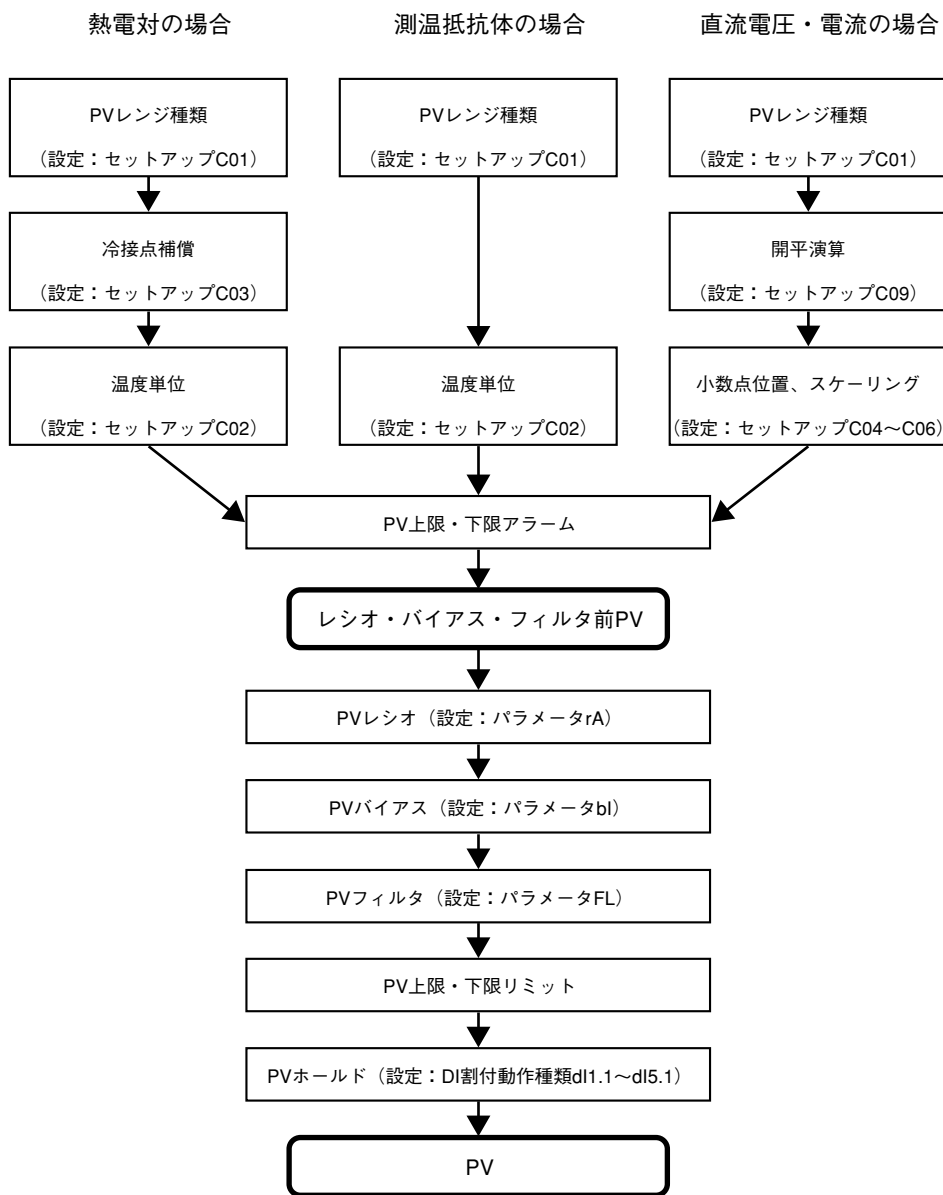 熱電対の場合
測温抵抗体の場合
直流電圧・電流の場合
PVレンジ種類
(設定:セットアップC01)
PVレンジ種類
(設定:セットアップC01)
PVレンジ種類
(設定:セットアップC01)
冷接点補償
(設定:セットアップC03)
開平演算
(設定:セットアップC09)
温度単位
(設定:セットアップC02)
温度単位
(設定:セットアップC02)
小数点位置、スケーリング
(設定:セットアップC04〜C06)
PV上限・下限アラーム
レシオ・バイアス・フィルタ前PV
PVレシオ(設定:パラメータrA)
PVバイアス(設定:パラメータbI)
PVフィルタ(設定:パラメータFL)
PV上限・下限リミット
PVホールド(設定:DI割付動作種類dI1.1〜dI5.1)
PV